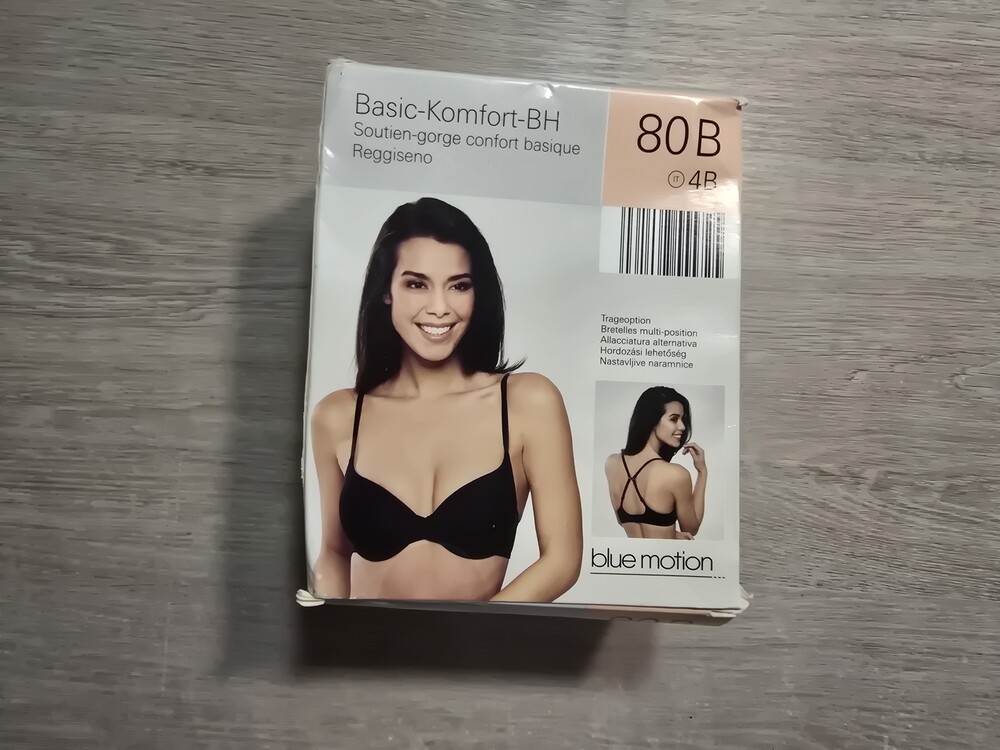 Basic-Komfort-BH
Soutien-gorge confort basique
Reggiseno
80B
IT 4B
Trageoption
Bretelles multi-position
Allacciatura alternativa
Hordozási lehetőség
Nastavljive naramnice
blue motion